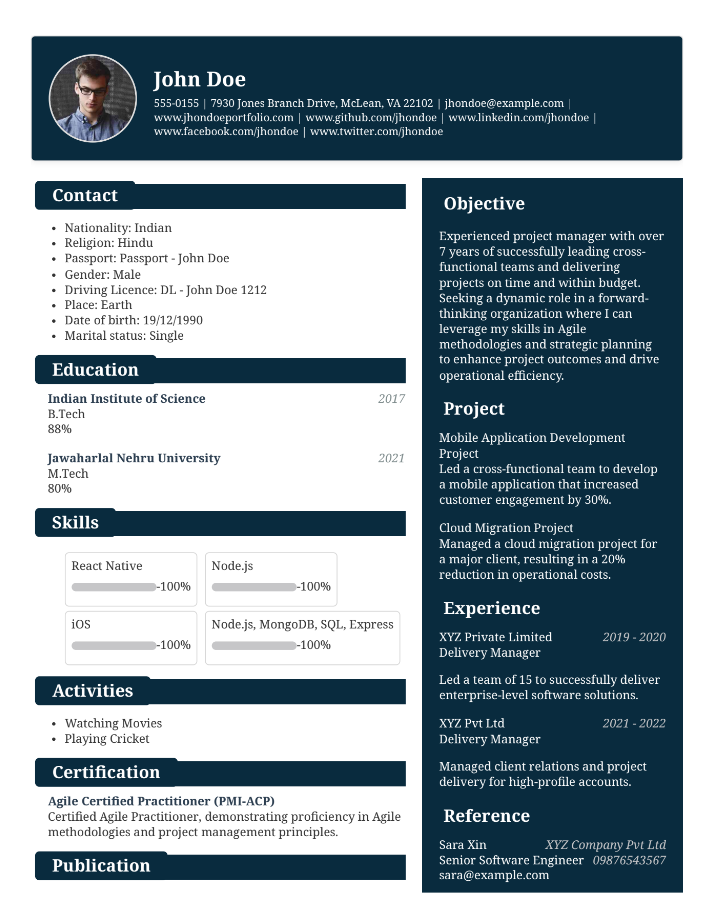 John Doe
555-0155 | 7930 Jones Branch Drive, McLean, VA 22102 | jhondoe@example.com |
www.jhondoeportfolio.com | www.github.com/jhondoe | www.linkedin.com/jhondoe |
www.facebook.com/jhondoe | www.twitter.com/jhondoe
Contact
• Nationality: Indian
• Religion: Hindu
• Passport: Passport - John Doe
• Gender: Male
• Driving Licence: DL - John Doe 1212
• Place: Earth
• Date of birth: 19/12/1990
• Marital status: Single
Education
Indian Institute of Science 2017
B.Tech
88%
Jawaharlal Nehru University 2021
M.Tech
80%
Skills
React Native
-100%
Node.js
-100%
iOS
-100%
Node.js, MongoDB, SQL, Express
-100%
Activities
• Watching Movies
• Playing Cricket
Certification
Agile Certified Practitioner (PMI-ACP)
Certified Agile Practitioner, demonstrating proficiency in Agile
methodologies and project management principles.
Publication
Objective
Experienced project manager with over
7 years of successfully leading cross-
functional teams and delivering
projects on time and within budget.
Seeking a dynamic role in a forward-
thinking organization where I can
leverage my skills in Agile
methodologies and strategic planning
to enhance project outcomes and drive
operational efficiency.
Project
Mobile Application Development
Project
Led a cross-functional team to develop
a mobile application that increased
customer engagement by 30%.
Cloud Migration Project
Managed a cloud migration project for
a major client, resulting in a 20%
reduction in operational costs.
Experience
XYZ Private Limited 2019 - 2020
Delivery Manager
Led a team of 15 to successfully deliver
enterprise-level software solutions.
XYZ Pvt Ltd 2021 - 2022
Delivery Manager
Managed client relations and project
delivery for high-profile accounts.
Reference
Sara Xin XYZ Company Pvt Ltd
Senior Software Engineer 09876543567
sara@example.com